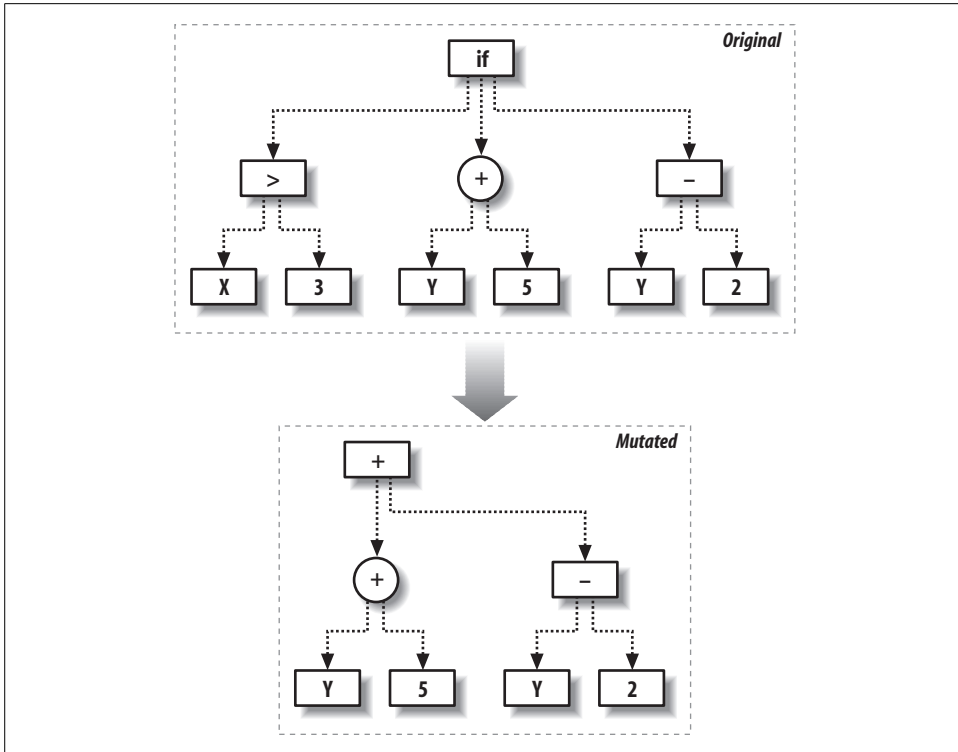 Original
if
> + –
X 3 Y 5 Y 2
Mutated
+
+ –
Y 5 Y 2